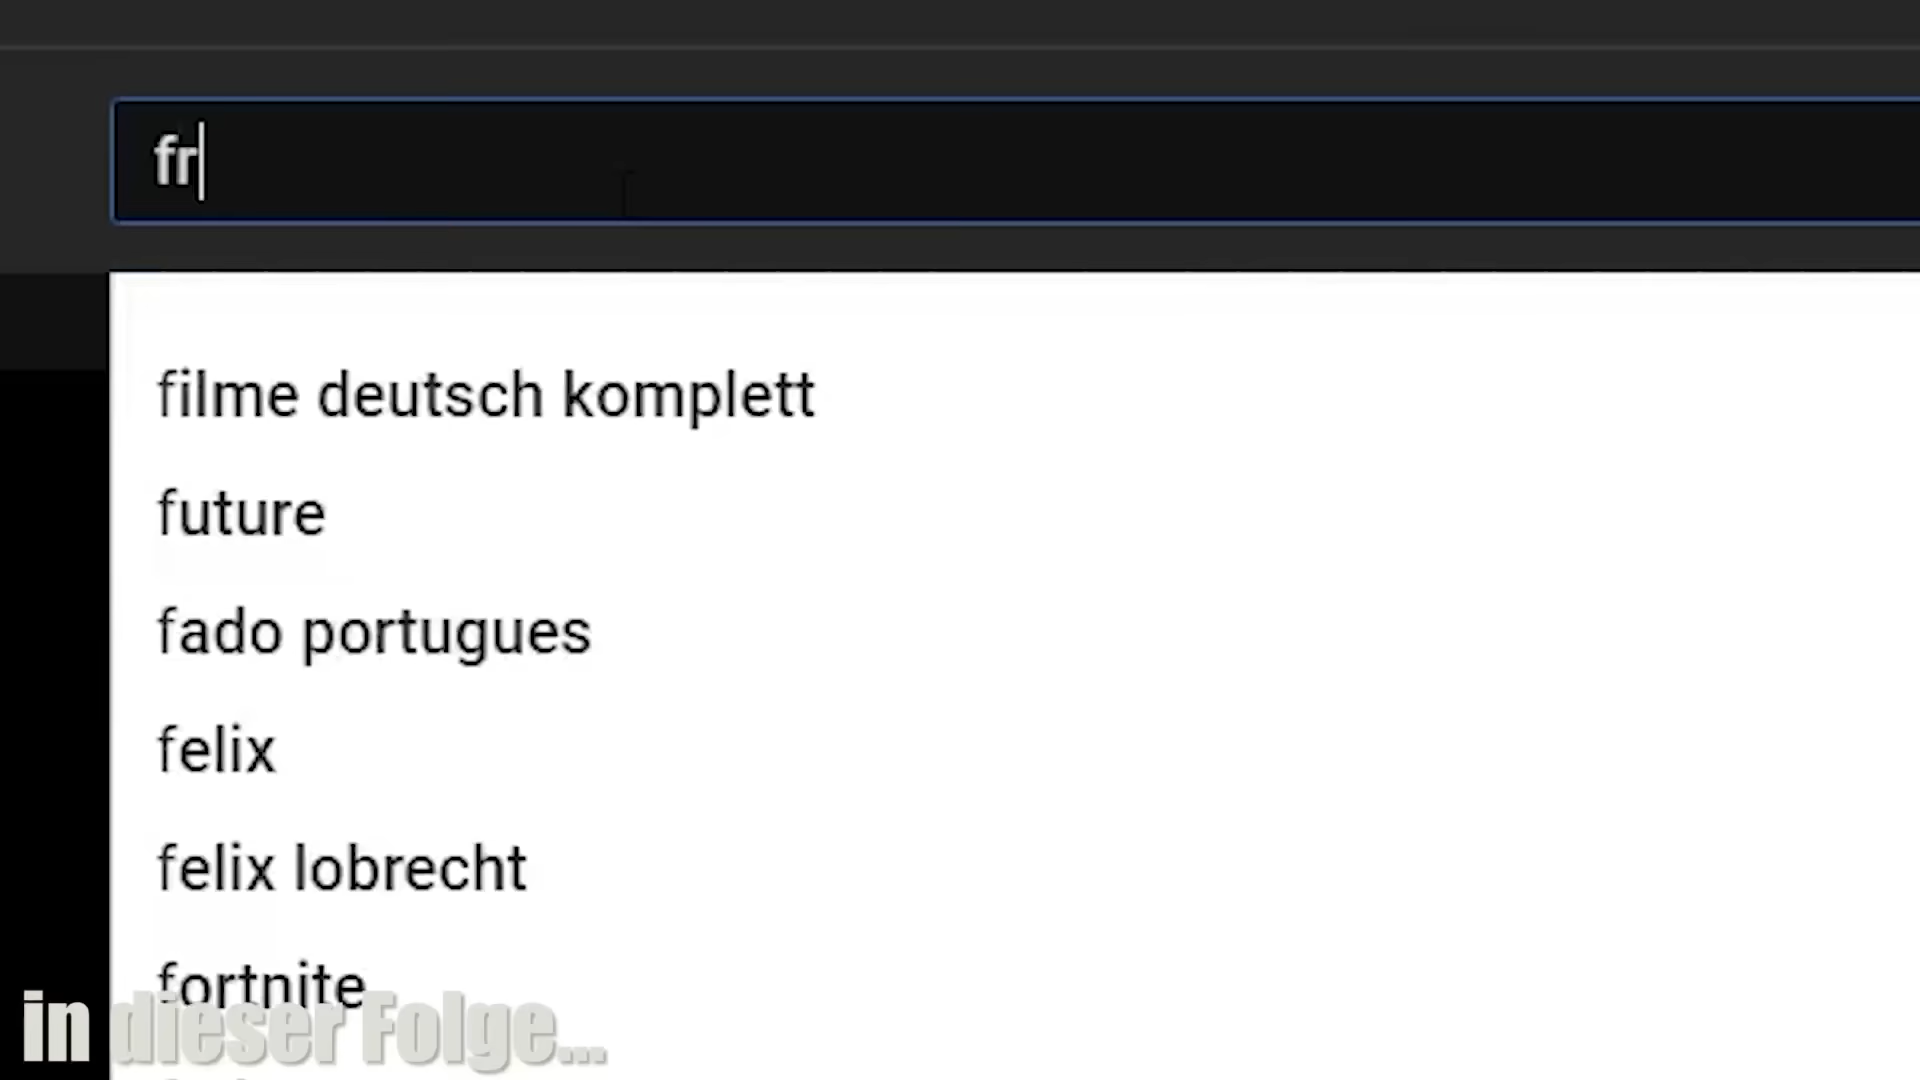 fr
filme deutsch komplett
future
fado portugues
felix
felix lobrecht
fortnite
in dieser Folge...